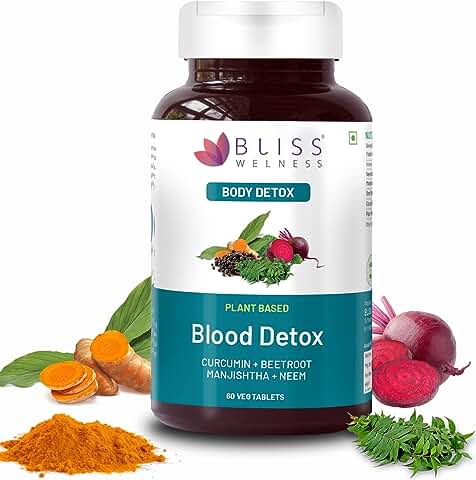 BLISS
WELNESS
BODY DETOX
PLANT BASED
Blood Detox
CURCUMIN + BEETROOT
MANJISHTHA + NEEM
60 VEG TABLETS